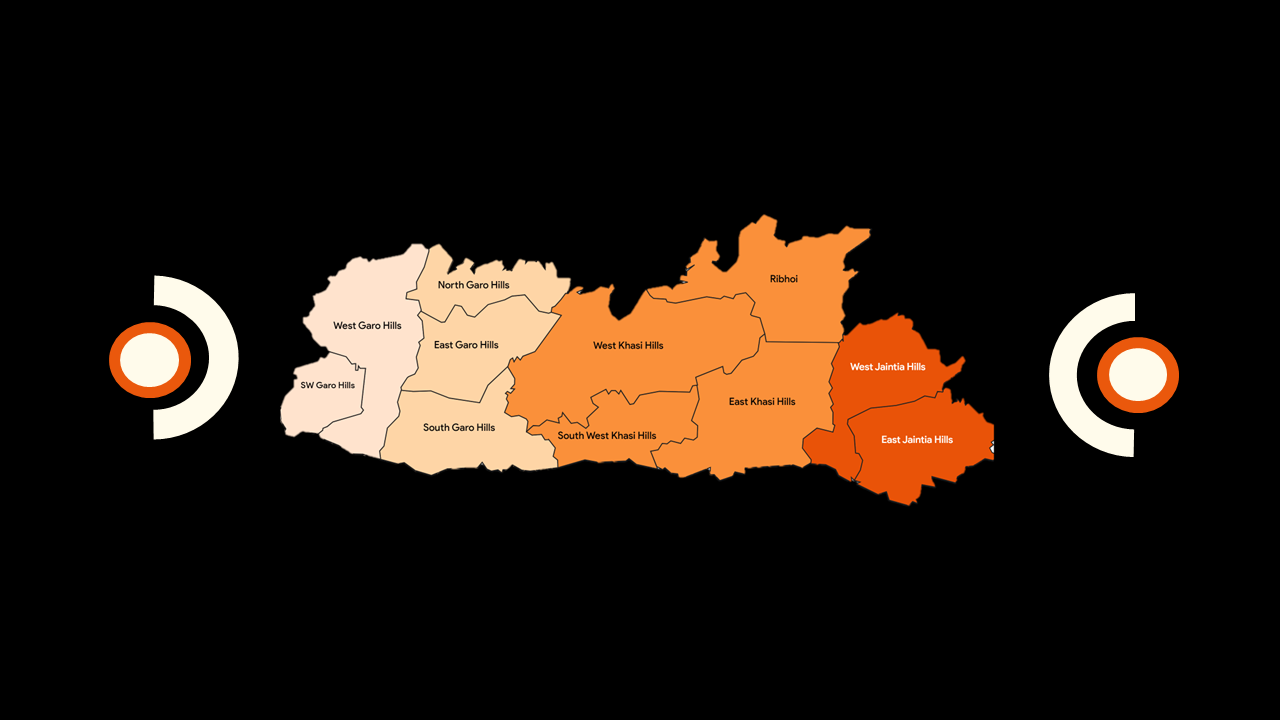 Ribhoi
North Garo Hills
West Garo Hills
East Garo Hills
West Khasi Hills
West Jaintia Hills
SW Garo Hills
East Khasi Hills
South Garo Hills
South West Khasi Hills
East Jaintia Hills